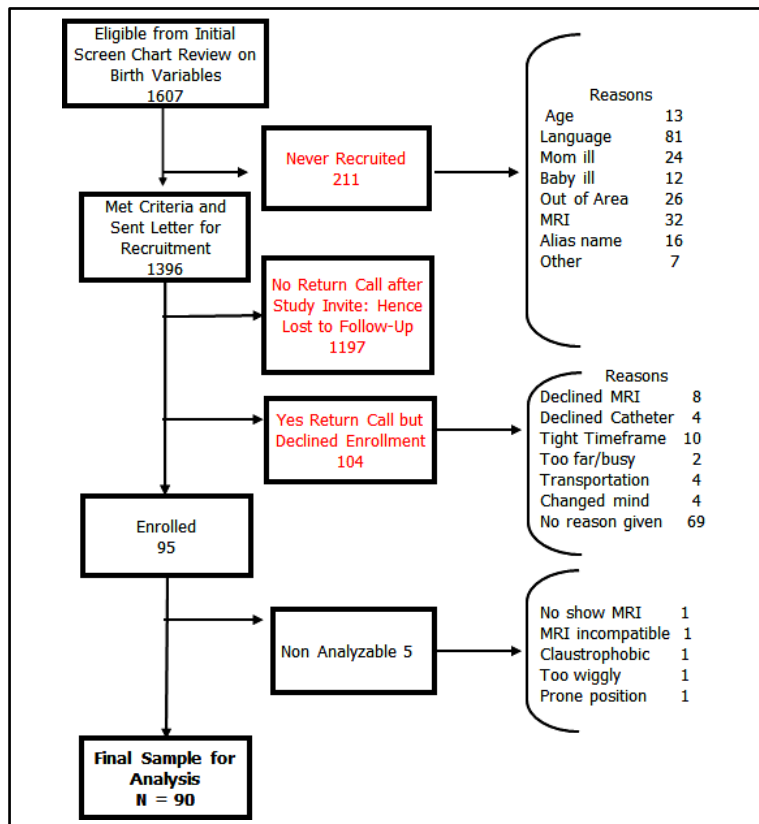 Eligible from Initial
Screen Chart Review on
Birth Variables
1607
Never Recruited
211
Reasons
Age 13
Language 81
Mom ill 24
Baby ill 12
Out of Area 26
MRI 32
Alias name 16
Other 7
Met Criteria and
Sent Letter for
Recruitment
1396
No Return Call after
Study Invite: Hence
Lost to Follow-Up
1197
Yes Return Call but
Declined Enrollment
104
Reasons
Declined MRI 8
Declined Catheter 4
Tight Timeframe 10
Too far/busy 2
Transportation 4
Changed mind 4
No reason given 69
Enrolled
95
Non Analyzable 5
No show MRI 1
MRI incompatible 1
Claustrophobic 1
Too wiggly 1
Prone position 1
Final Sample for
Analysis
N = 90